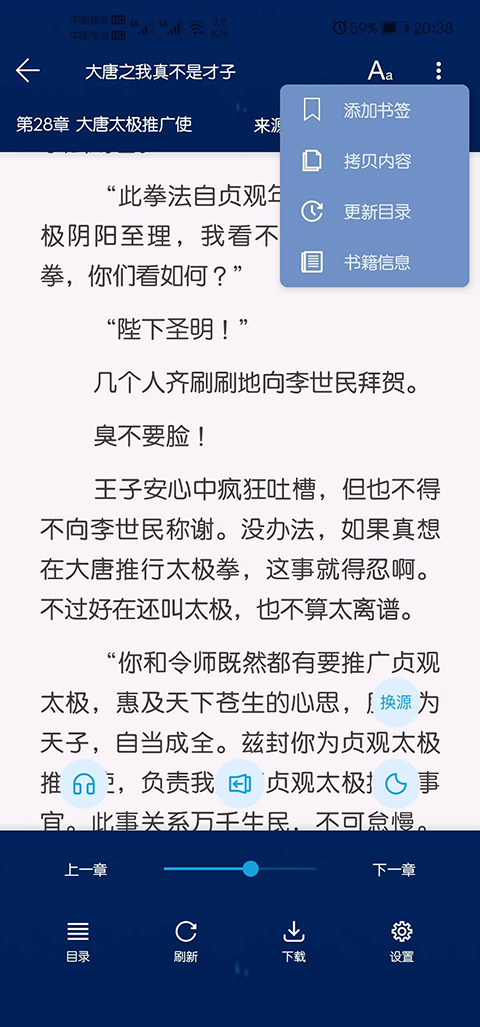 中国移动 HD 4G 4G 3.8
中国电信 HD K/s 59% 20:38
大唐之我真不是才子 Aa
第28章 大唐太极推广使 来源
添加书签
拷贝内容
更新目录
书籍信息
“此拳法自贞观年
极阴阳至理，我看不
拳，你们看如何？”
“陛下圣明！”
几个人齐刷刷地向李世民拜贺。
臭不要脸！
王子安心中疯狂吐槽，但也不得
不向李世民称谢。没办法，如果真想
在大唐推行太极拳，这事就得忍啊。
不过好在还叫太极，也不算太离谱。
“你和令师既然都有要推广贞观
太极，惠及天下苍生的心思，为
换源
天子，自当成全。兹封你为贞观太极
推使，负责我贞观太极事
宜。此事关系万千生民，不可怠慢。
上一章 下一章
目录 刷新 下载 设置